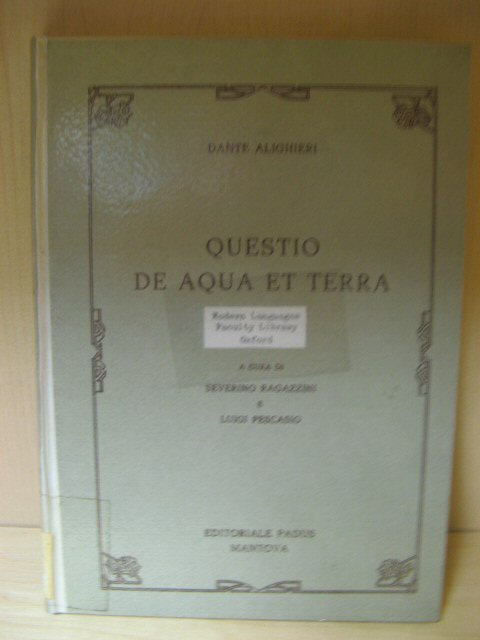 DANTE ALIGHIERI
QUESTIO
DE AQUA ET TERRA
Modern Languages
Faculty Library
Oxford
A CURA DI
SEVERINO RAGAZZINI
E
LUIGI PESCASIO
EDITORIALE PADUS
MANTOVA